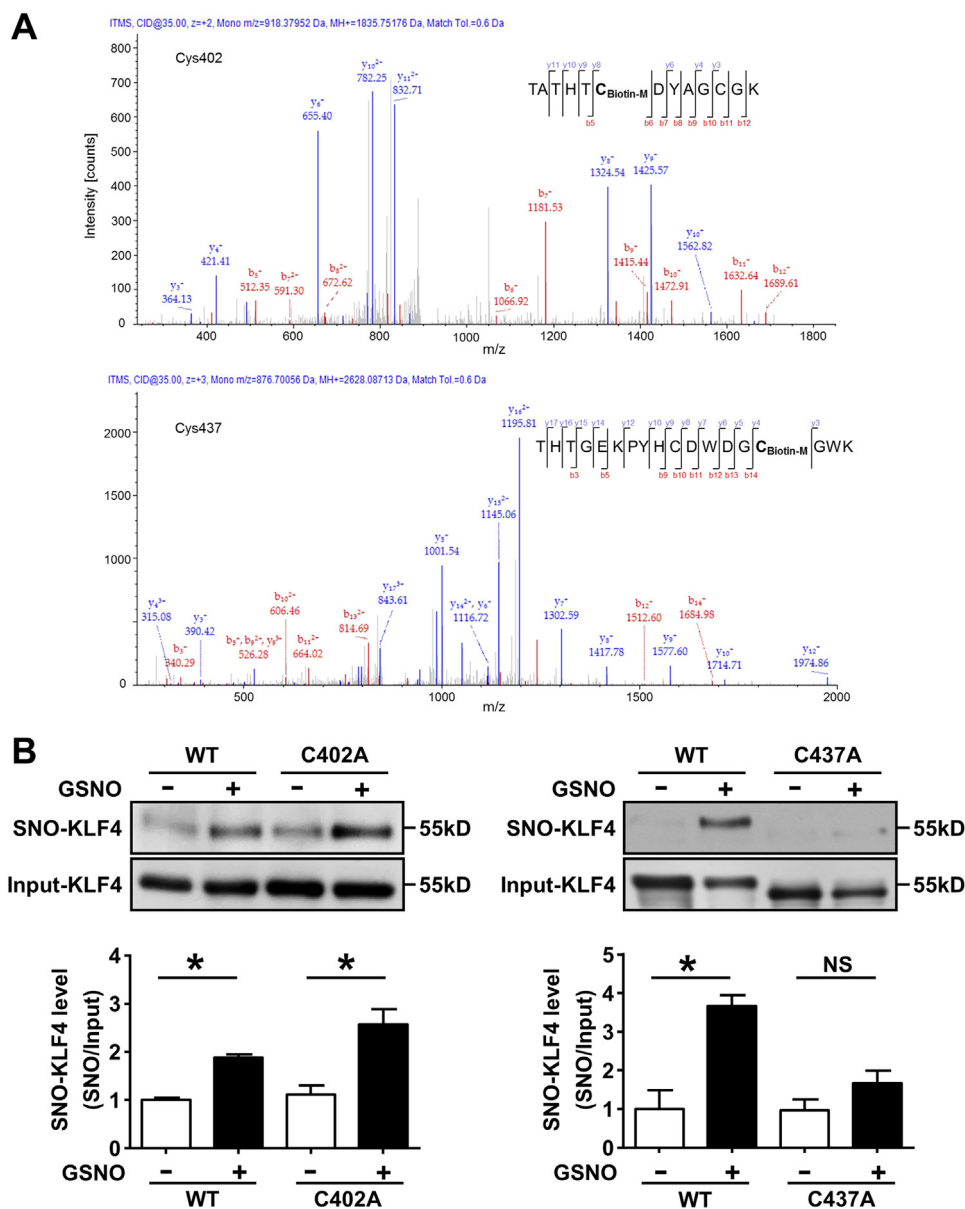 A
ITMS, CID@35.00, z=+2, Mono m/z=918.37952 Da, MH+=1835.75176 Da, Match Tol.=0.6 Da
Cys402
y11 y10 y9 y8 y6 y4 y3
TATHTC Biotin-M DYAGCGK
b5 b6 b7 b8 b9 b10 b11 b12
Intensity [counts]
800
700
600
500
400
300
200
100
0
y₃⁺
364.13
y₄⁺
421.41
b₅⁺
512.35
b₇²⁺
591.30
y₆⁺
655.40
b₈²⁺
672.62
y₁₀²⁺
782.25
y₁₁²⁺
832.71
b₆⁺
1066.92
b₇⁺
1181.53
y₈⁺
1324.54
b₉⁺
1415.44
y₉⁺
1425.57
b₁₀⁺
1472.91
y₁₀⁺
1562.82
b₁₁⁺
1632.64
b₁₂⁺
1689.61
400 600 800 1000 1200 1400 1600 1800
m/z
ITMS, CID@35.00, z=+3, Mono m/z=876.70056 Da, MH+=2628.08713 Da, Match Tol.=0.6 Da
Cys437
y17 y16 y15 y14 y12 y10 y9 y8 y7 y6 y5 y4 y3
THTGEKPYHCDWDGC Biotin-M GWK
b3 b5 b9 b10 b11 b12 b13 b14
2000
1500
1000
500
0
y₄³⁺
315.08
b₃⁺
340.29
y₃⁺
390.42
b₅⁺, b₉²⁺, y₉³⁺
526.28
b₁₀²⁺
606.46
b₁₁²⁺
664.02
b₁₃²⁺
814.69
y₁₇³⁺
843.61
y₅⁺
1001.54
y₁₄²⁺, y₆⁺
1116.72
y₁₅²⁺
1145.06
y₁₆²⁺
1195.81
y₇⁺
1302.59
y₈⁺
1417.78
b₁₂⁺
1512.60
y₉⁺
1577.60
b₁₄⁺
1684.98
y₁₀⁺
1714.71
y₁₂⁺
1974.86
500 1000 1500 2000
m/z
B
WT C402A
GSNO − + − +
SNO-KLF4 55kD
Input-KLF4 55kD
SNO-KLF4 level
(SNO/Input)
4
3
2
1
0
* *
GSNO − + − +
WT C402A
WT C437A
GSNO − + − +
SNO-KLF4 55kD
Input-KLF4 55kD
SNO-KLF4 level
(SNO/Input)
5
4
3
2
1
0
* NS
GSNO − + − +
WT C437A